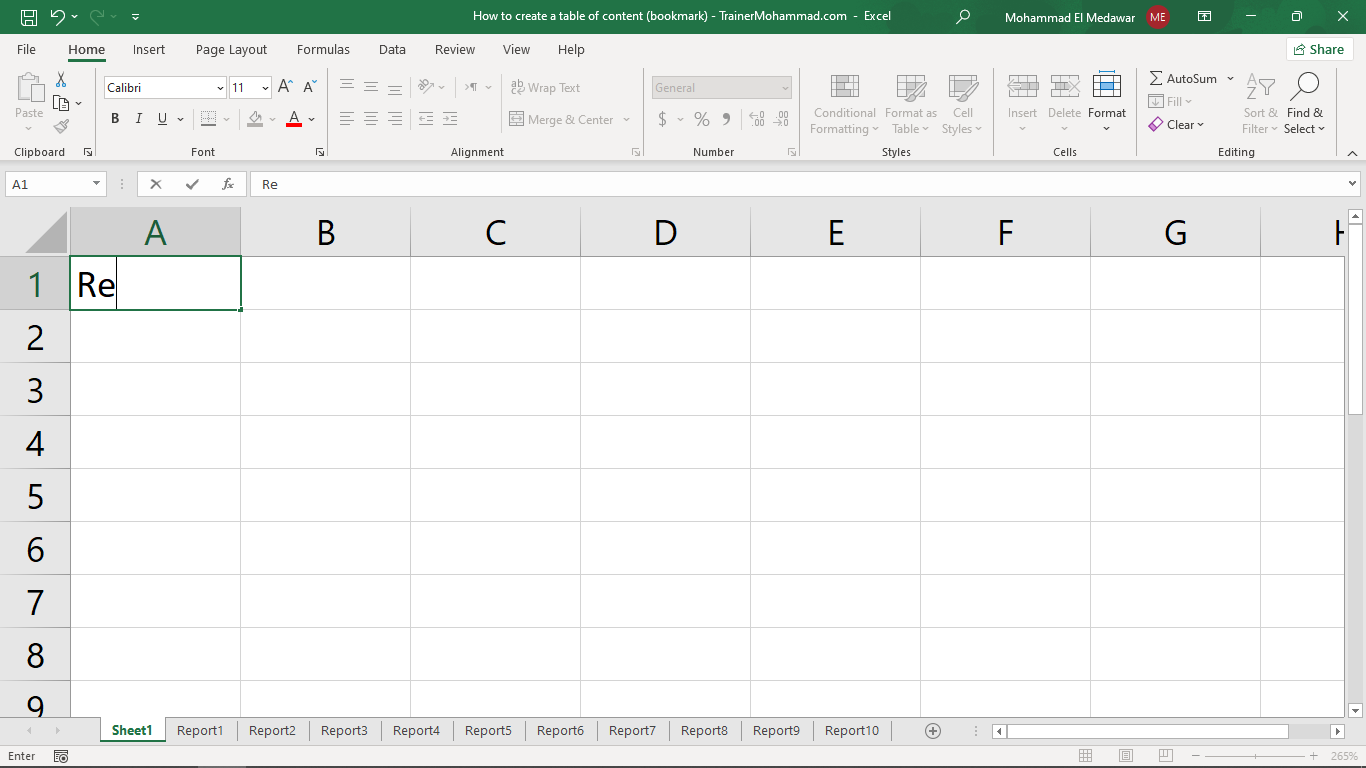 How to create a table of content (bookmark) - TrainerMohammad.com - Excel
Mohammad El Medawar ME
File Home Insert Page Layout Formulas Data Review View Help Share
Calibri 11 A A ab Wrap Text General AutoSum
Paste Conditional Format as Cell Insert Delete Format Fill Sort & Find &
B I U A Merge & Center $ % Formatting Table Styles Clear Filter Select
Clipboard Font Alignment Number Styles Cells Editing
A1 fx Re
A B C D E F G H
1 Re
2
3
4
5
6
7
8
9
Sheet1 Report1 Report2 Report3 Report4 Report5 Report6 Report7 Report8 Report9 Report10
Enter 265%